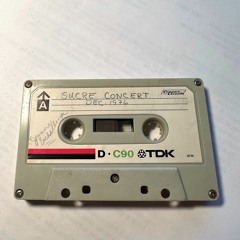 A
SUCRE CONCERT
DEC. 1976
D · C90 TDK